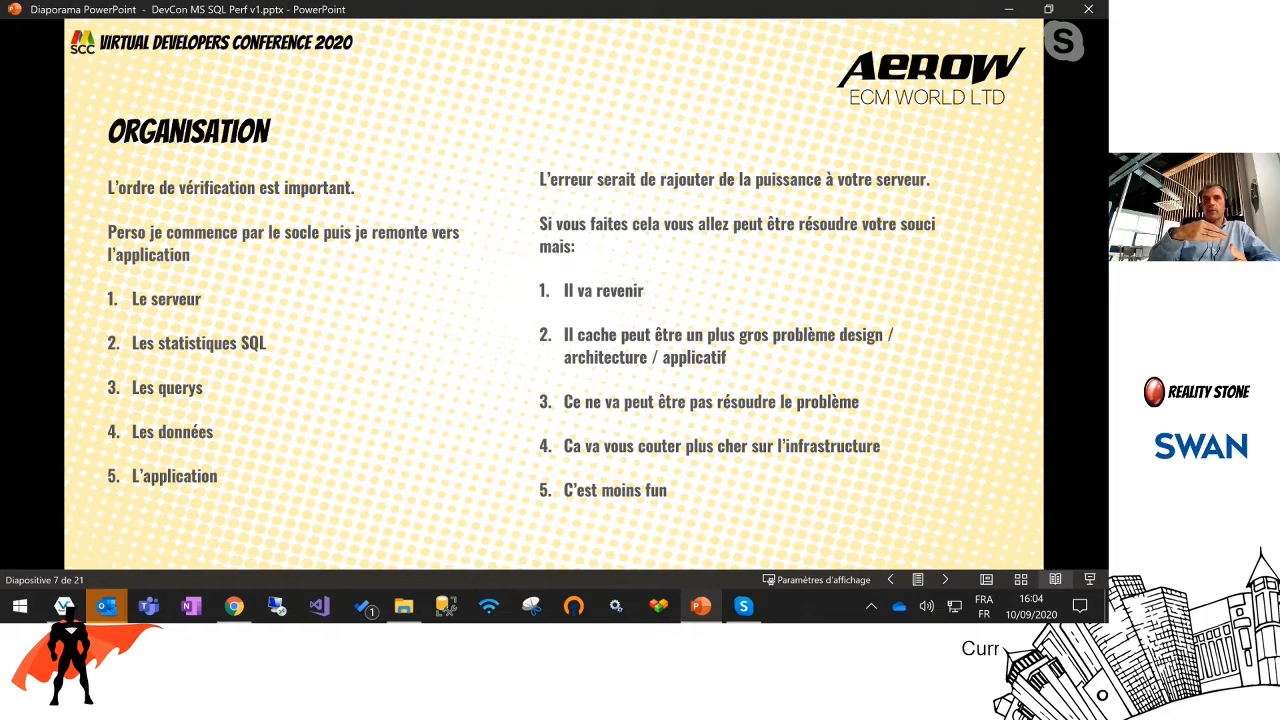 Diaporama PowerPoint - DevCon MS SQL Perf v1.pptx - PowerPoint
SCC VIRTUAL DEVELOPERS CONFERENCE 2020
AEROW
ECM WORLD LTD
ORGANISATION
L'ordre de vérification est important.
Perso je commence par le socle puis je remonte vers
l'application
1. Le serveur
2. Les statistiques SQL
3. Les querys
4. Les données
5. L'application
L'erreur serait de rajouter de la puissance à votre serveur.
Si vous faites cela vous allez peut être résoudre votre souci
mais:
1. Il va revenir
2. Il cache peut être un plus gros problème design /
architecture / applicatif
3. Ce ne va peut être pas résoudre le problème
4. Ca va vous couter plus cher sur l'infrastructure
5. C'est moins fun
REALITY STONE
SWAN
Diapositive 7 de 21
Paramètres d'affichage
1
FRA
FR
16:04
10/09/2020
Curr